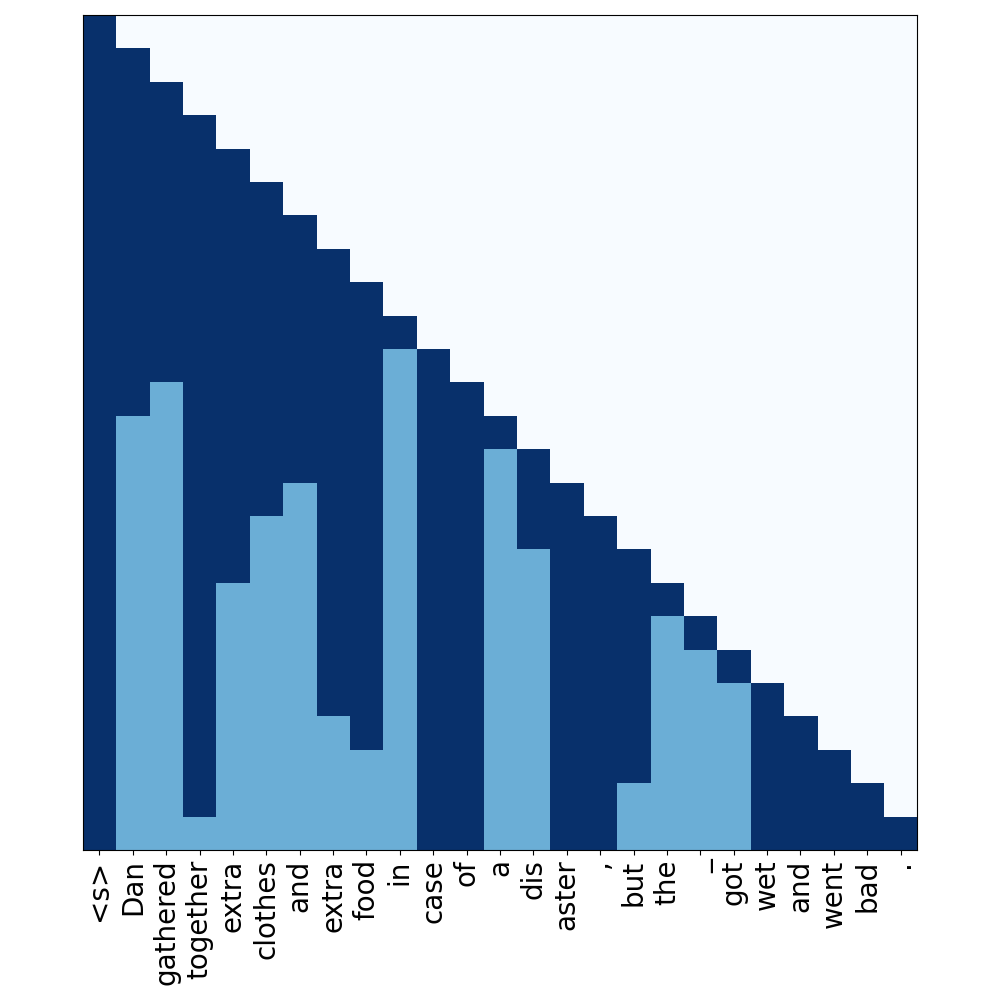 <s>
Dan
gathered
together
extra
clothes
and
extra
food
in
case
of
a
dis
aster
,
but
the
_
got
wet
and
went
bad
.